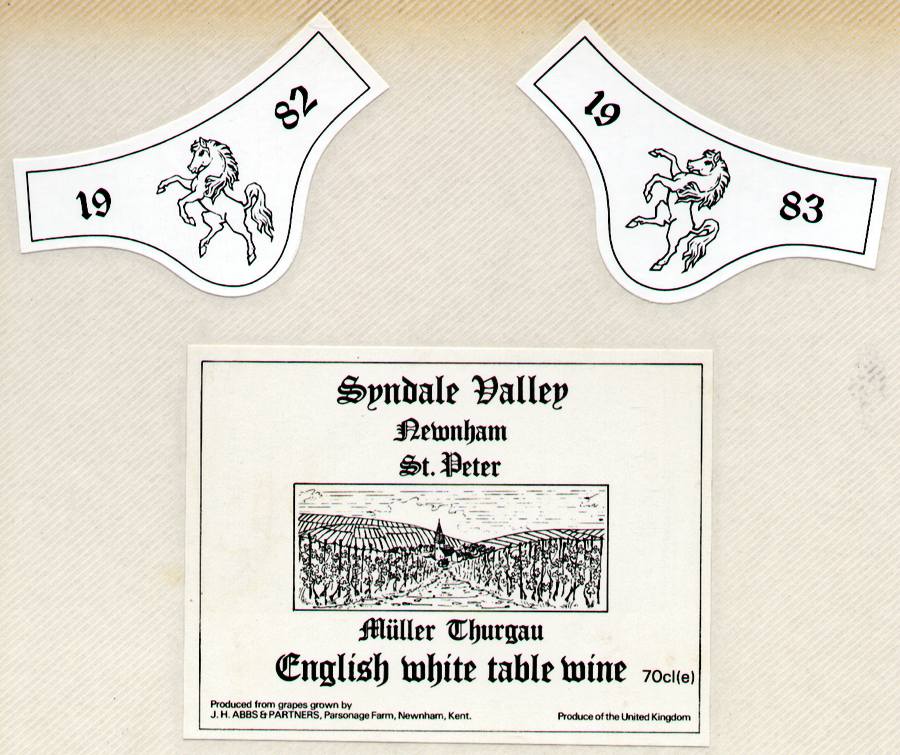 19 82
19 83
Syndale Valley
Newnham
St. Peter
Müller Thurgau
English white table wine 70cl(e)
Produced from grapes grown by
J. H. ABBS & PARTNERS, Parsonage Farm, Newnham, Kent.
Produce of the United Kingdom